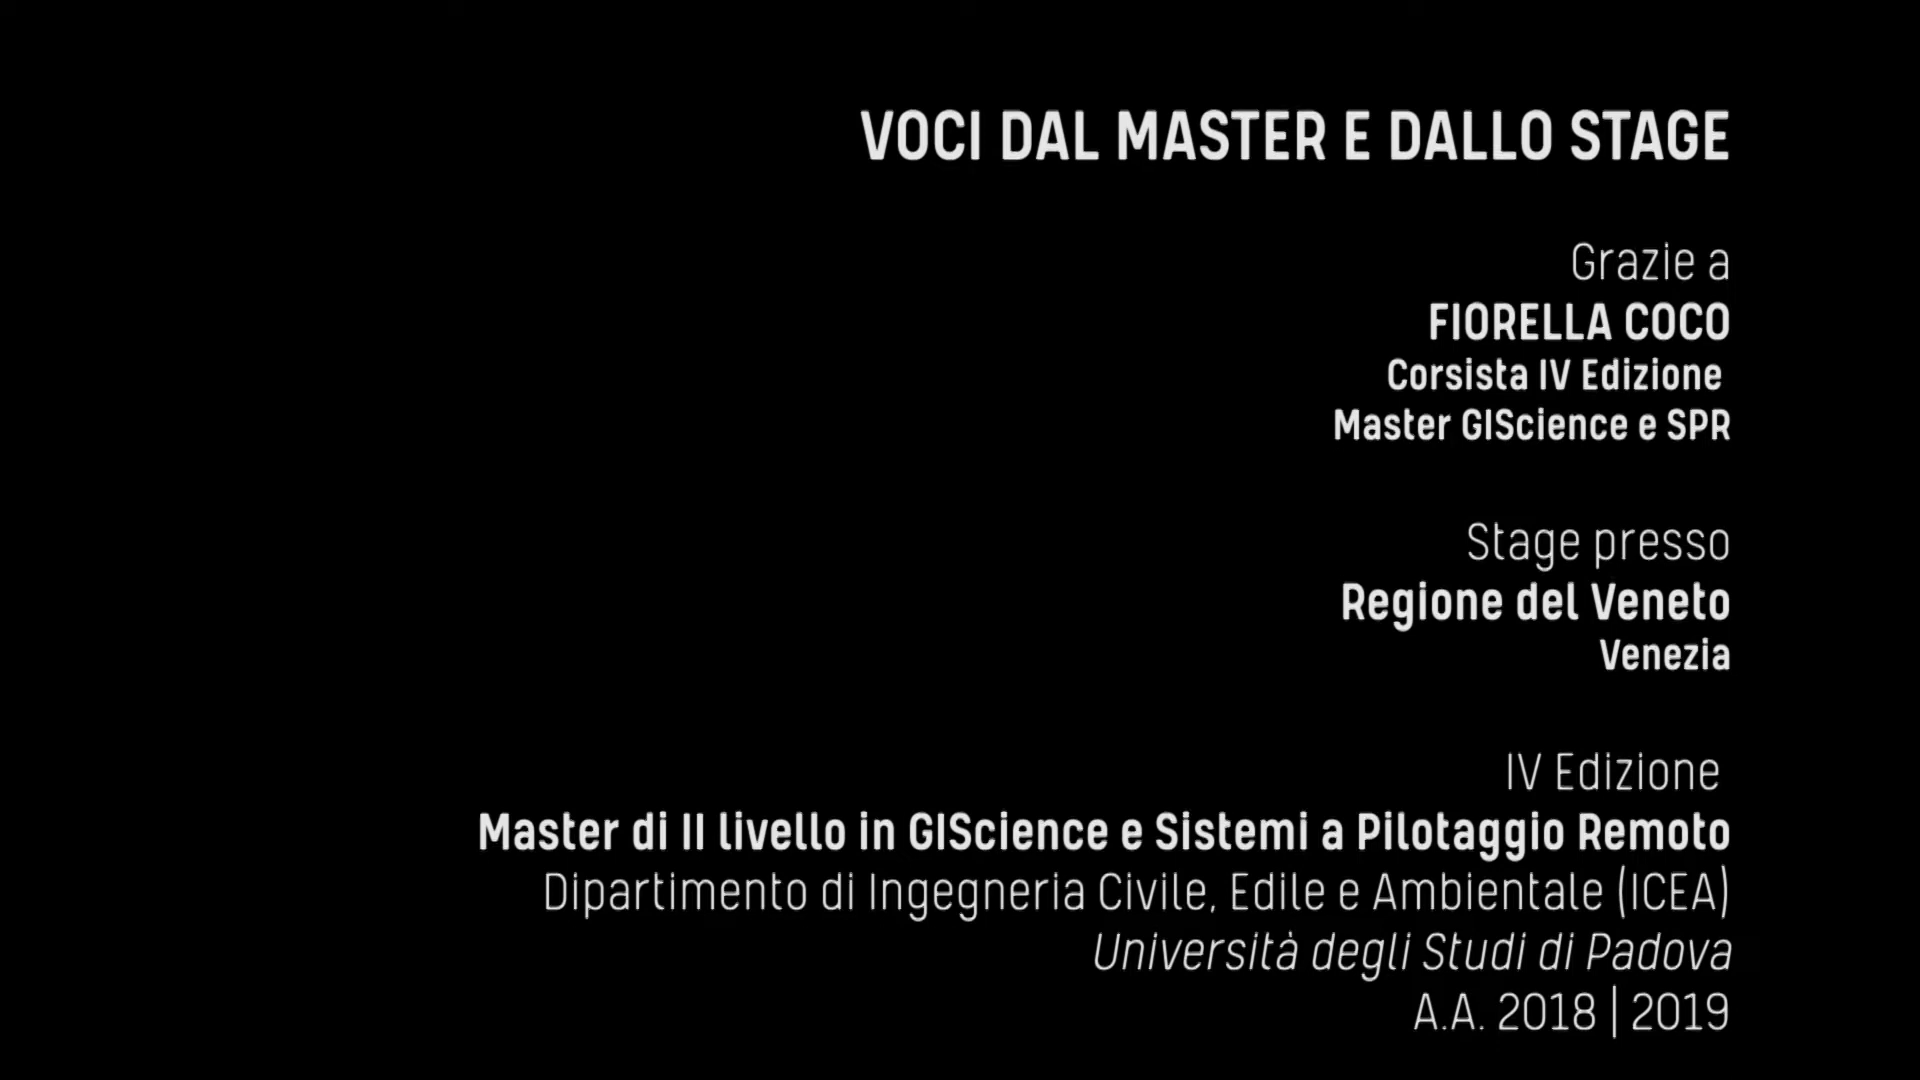 VOCI DAL MASTER E DALLO STAGE
Grazie a
FIORELLA COCO
Corsista IV Edizione
Master GIScience e SPR
Stage presso
Regione del Veneto
Venezia
IV Edizione
Master di II livello in GIScience e Sistemi a Pilotaggio Remoto
Dipartimento di Ingegneria Civile, Edile e Ambientale (ICEA)
Università degli Studi di Padova
A.A. 2018 | 2019